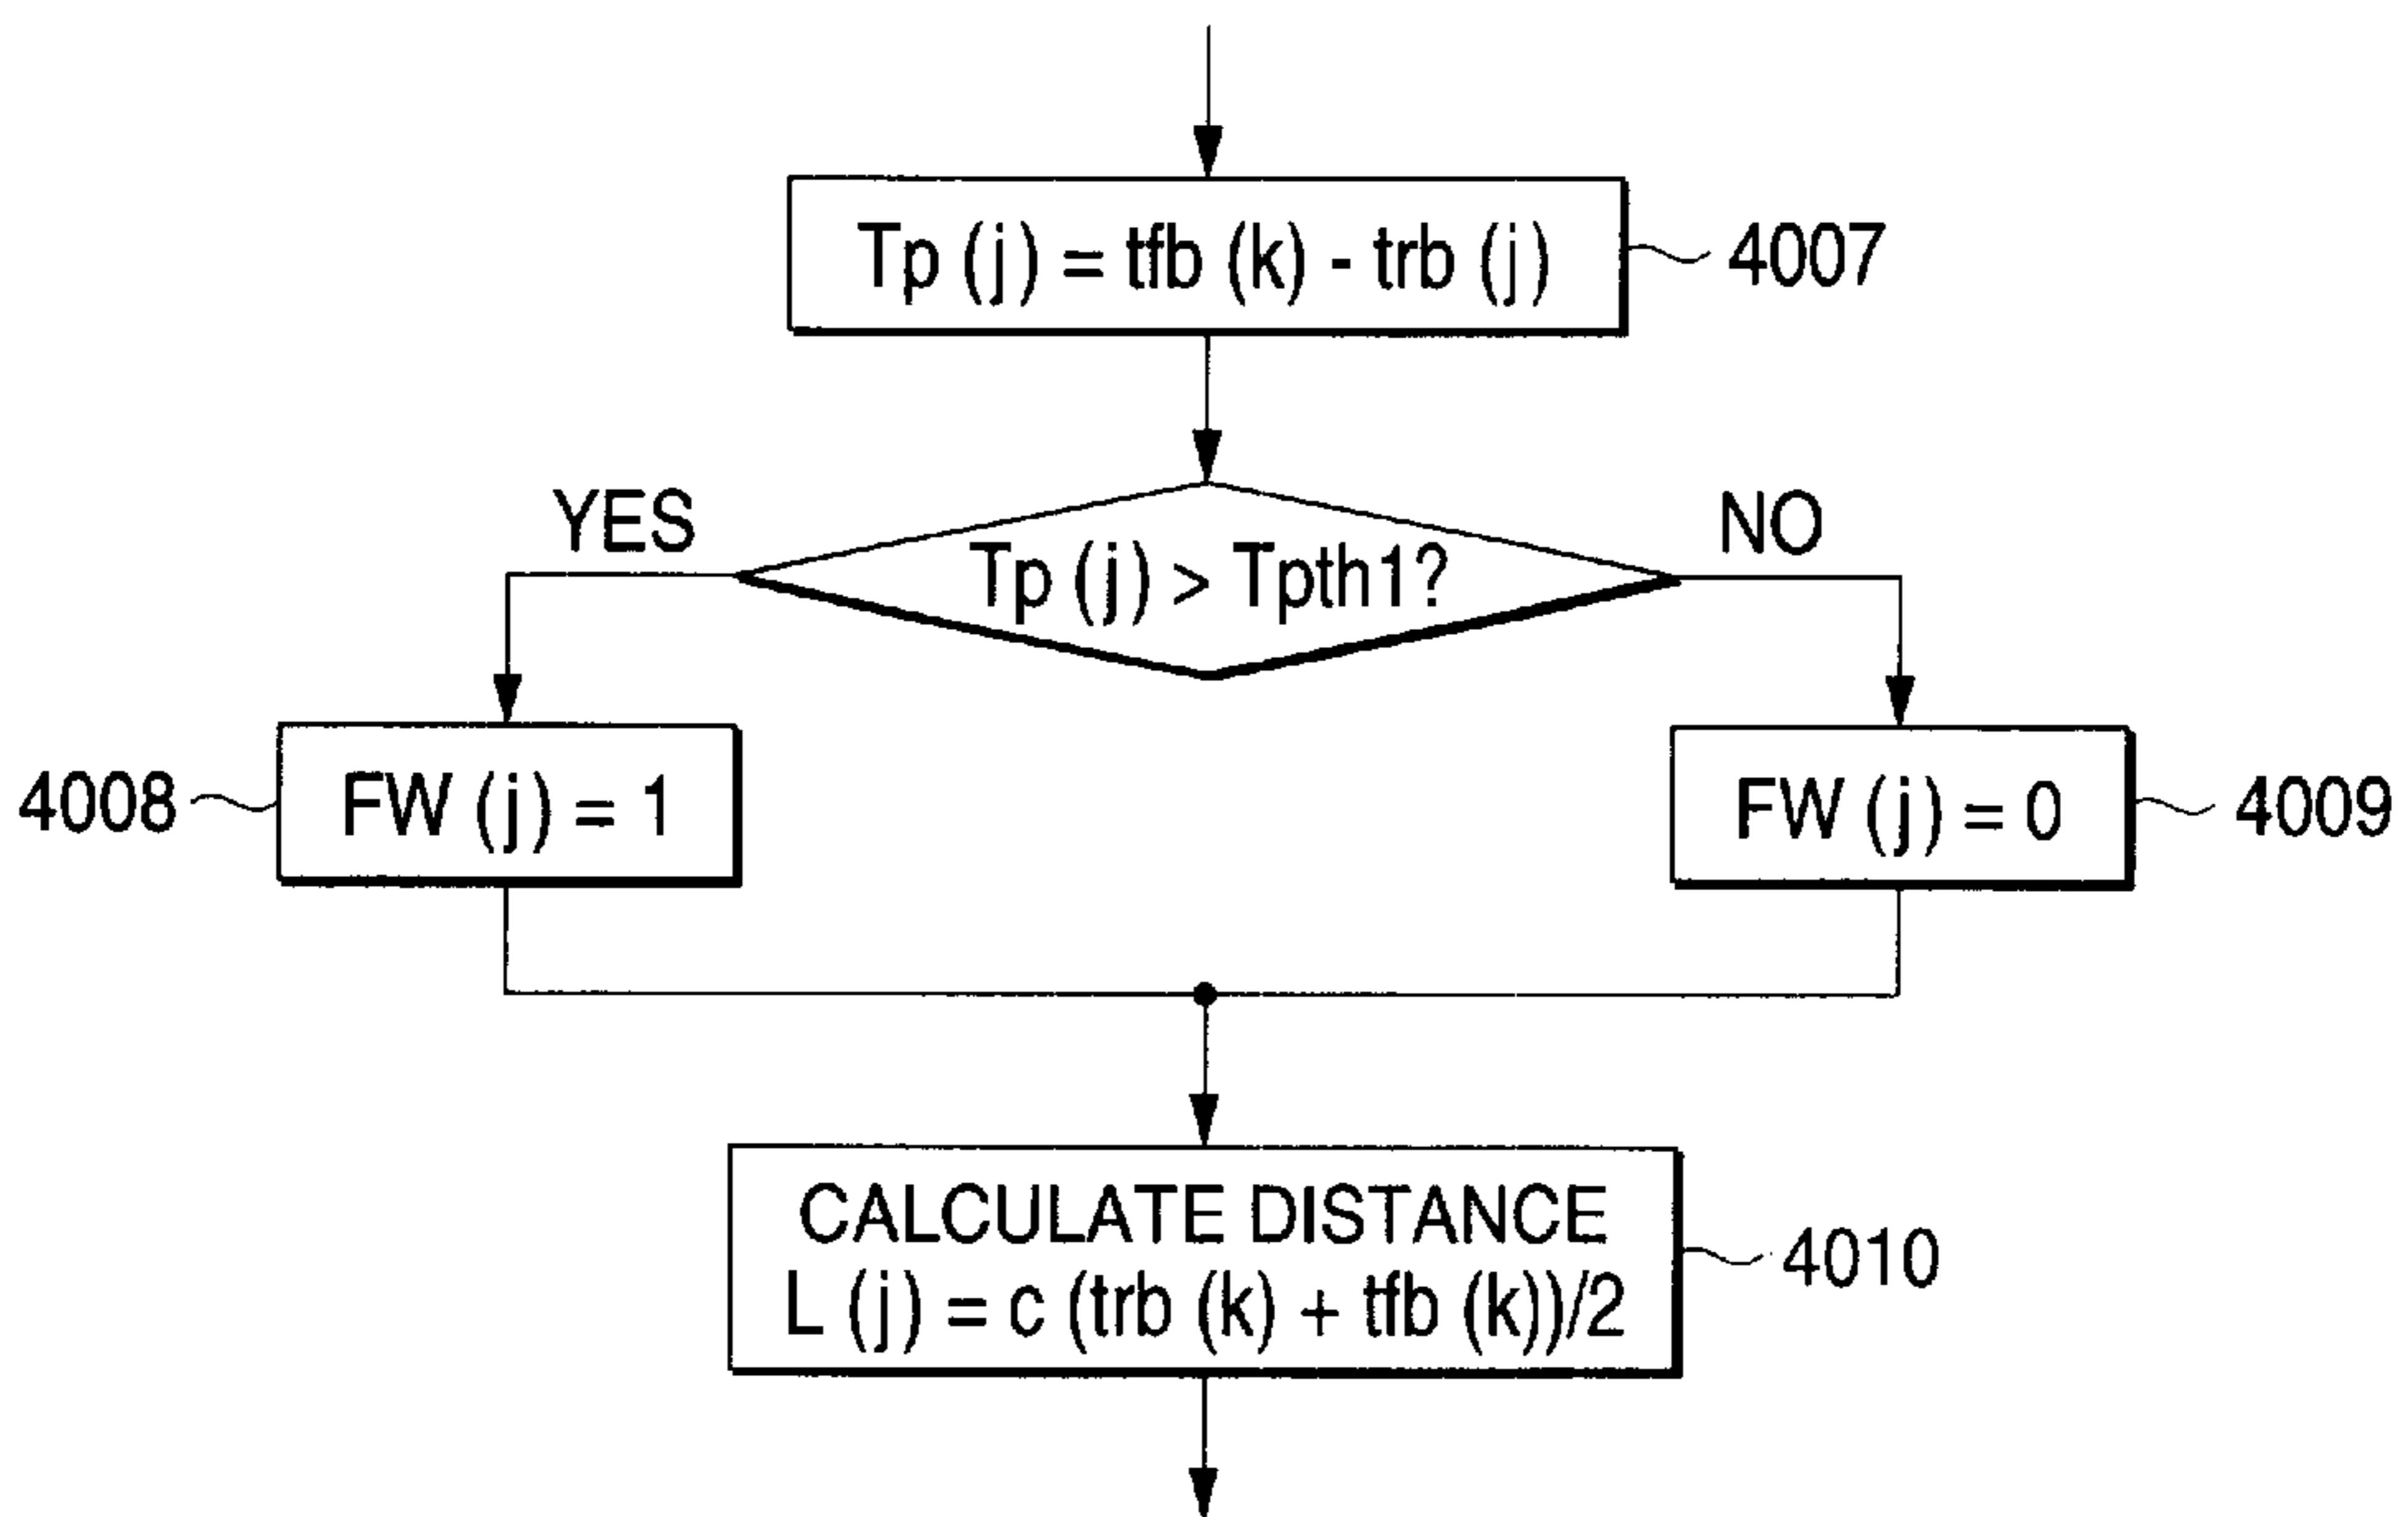 Tp (j) = tfb (k) - trb (j)
4007
YES
NO
Tp (j) > Tpth1?
4008
FW (j) = 1
FW (j) = 0
4009
CALCULATE DISTANCE
L (j) = c (trb (k) + tfb (k))/2
4010